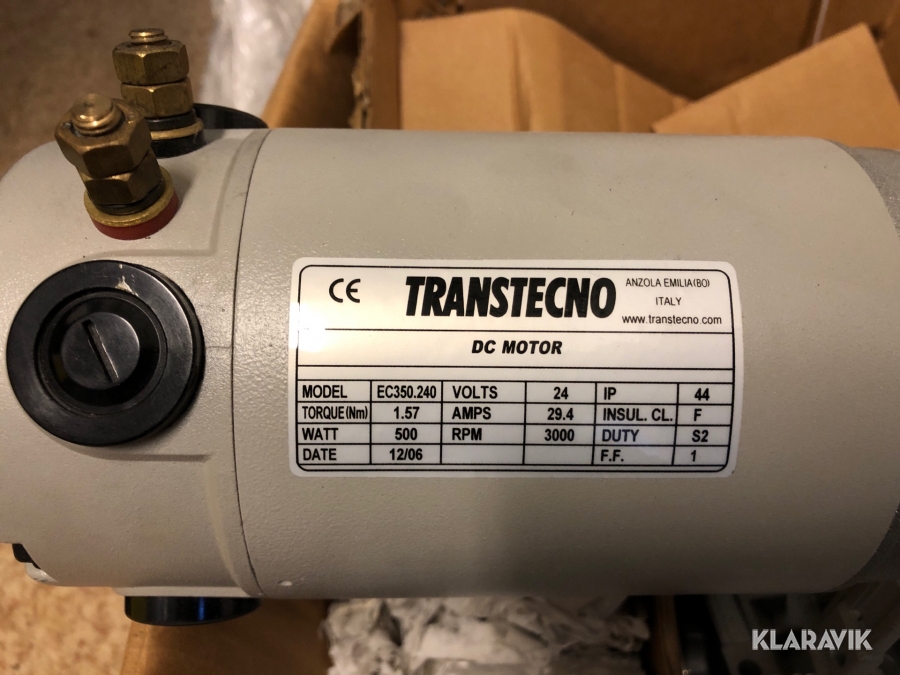 CE TRANSTECNO ANZOLA EMILIA(BO)
ITALY
www.transtecno.com
DC MOTOR
MODEL EC350.240 VOLTS 24 IP 44
TORQUE(Nm) 1.57 AMPS 29.4 INSUL. CL. F
WATT 500 RPM 3000 DUTY S2
DATE 12/06 F.F. 1
KLARAVIK